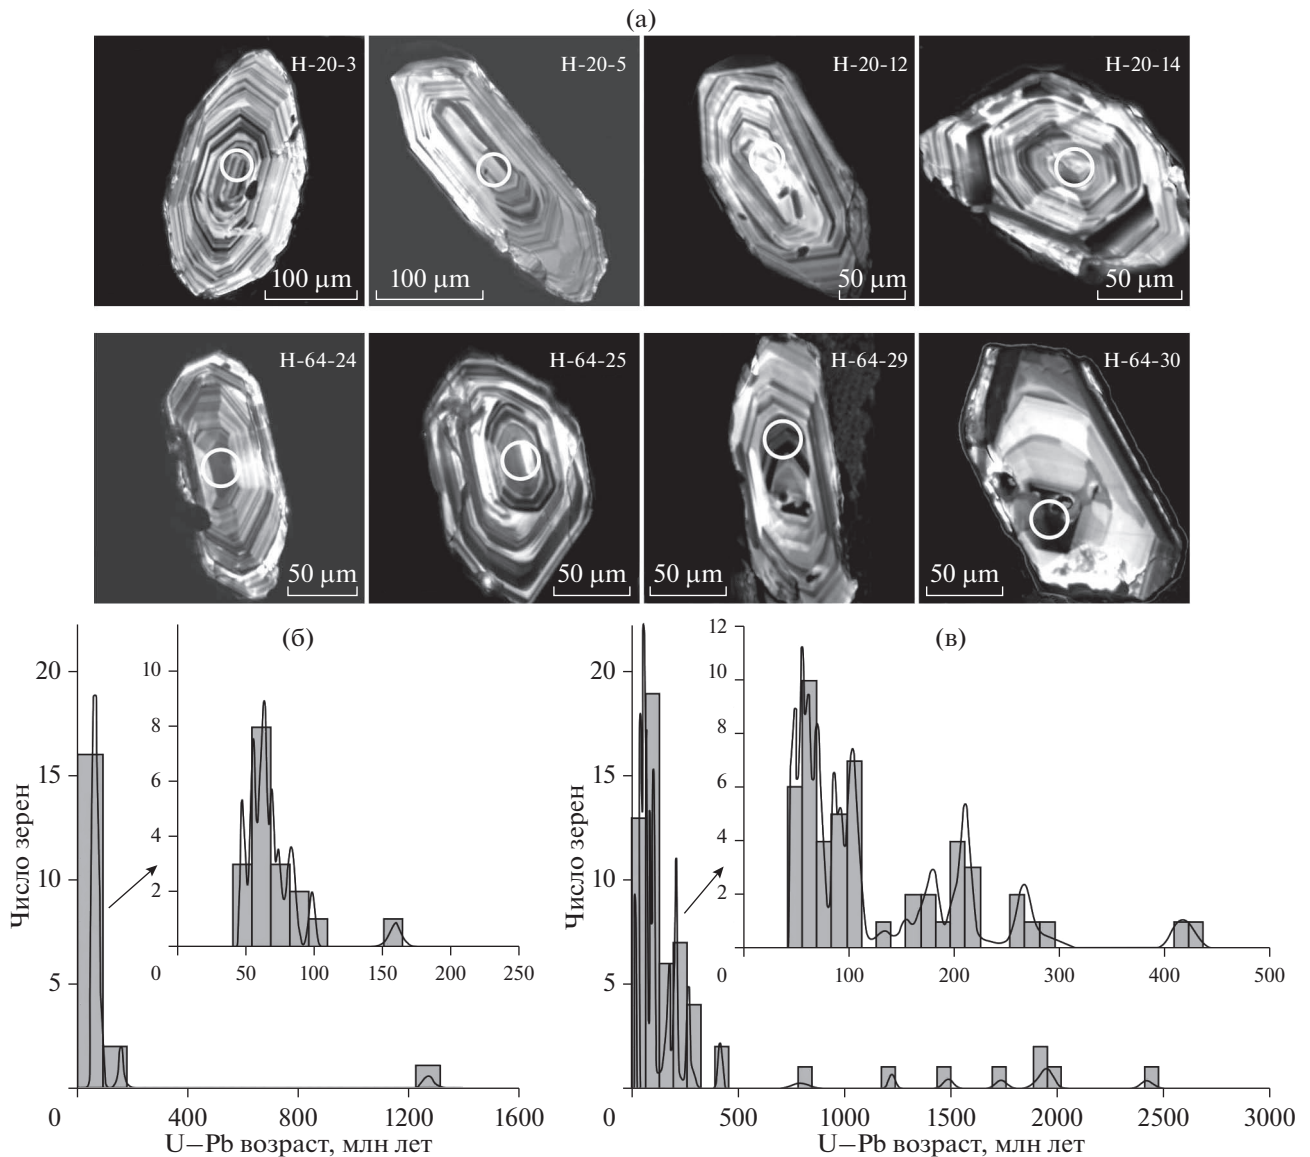 (а)
Н-20-3
Н-20-5
Н-20-12
Н-20-14
100 μm
100 μm
50 μm
50 μm
Н-64-24
Н-64-25
Н-64-29
Н-64-30
50 μm
50 μm
50 μm
50 μm
(б)
Число зерен
20
15
10
5
0
400
800
1200
1600
U–Pb возраст, млн лет
10
8
6
4
2
0
50
100
150
200
250
(в)
Число зерен
20
15
10
5
0
500
1000
1500
2000
2500
3000
U–Pb возраст, млн лет
12
10
8
6
4
2
0
100
200
300
400
500